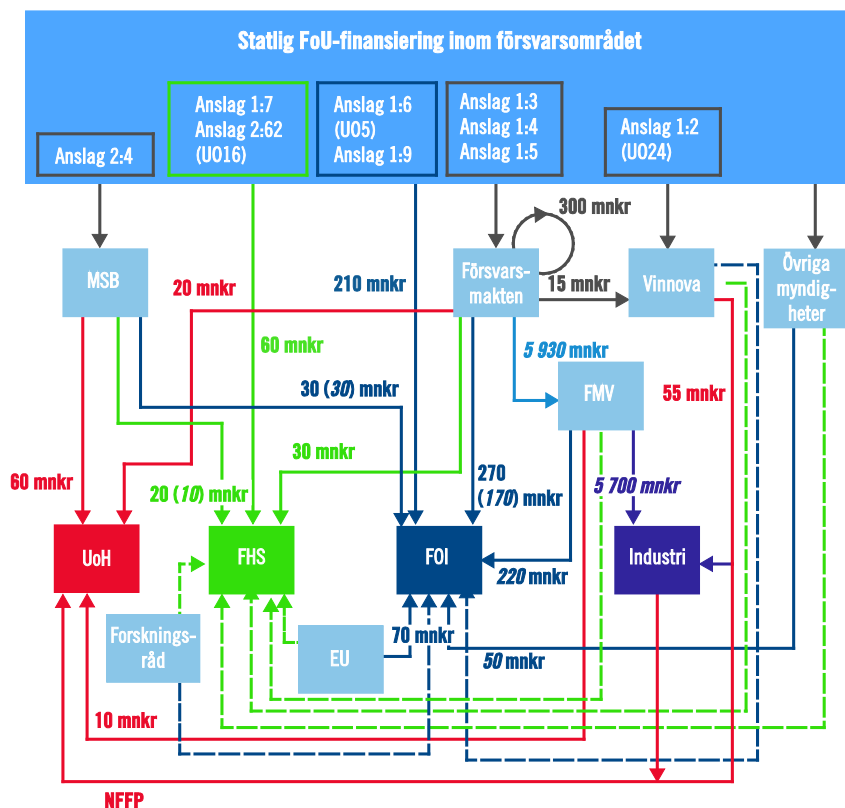 Statlig FoU-finansiering inom försvarsområdet
Anslag 2:4
Anslag 1:7
Anslag 2:62
(UO16)
Anslag 1:6
(UO5)
Anslag 1:9
Anslag 1:3
Anslag 1:4
Anslag 1:5
Anslag 1:2
(UO24)
MSB
Försvars-
makten
300 mnkr
15 mnkr
Vinnova
Övriga
myndig-
heter
20 mnkr
210 mnkr
60 mnkr
5 930 mnkr
30 (30) mnkr
FMV
55 mnkr
30 mnkr
60 mnkr
20 (10) mnkr
270
(170) mnkr
5 700 mnkr
UoH
FHS
FOI
Industri
220 mnkr
Forsknings-
råd
EU
70 mnkr
50 mnkr
10 mnkr
NFFP